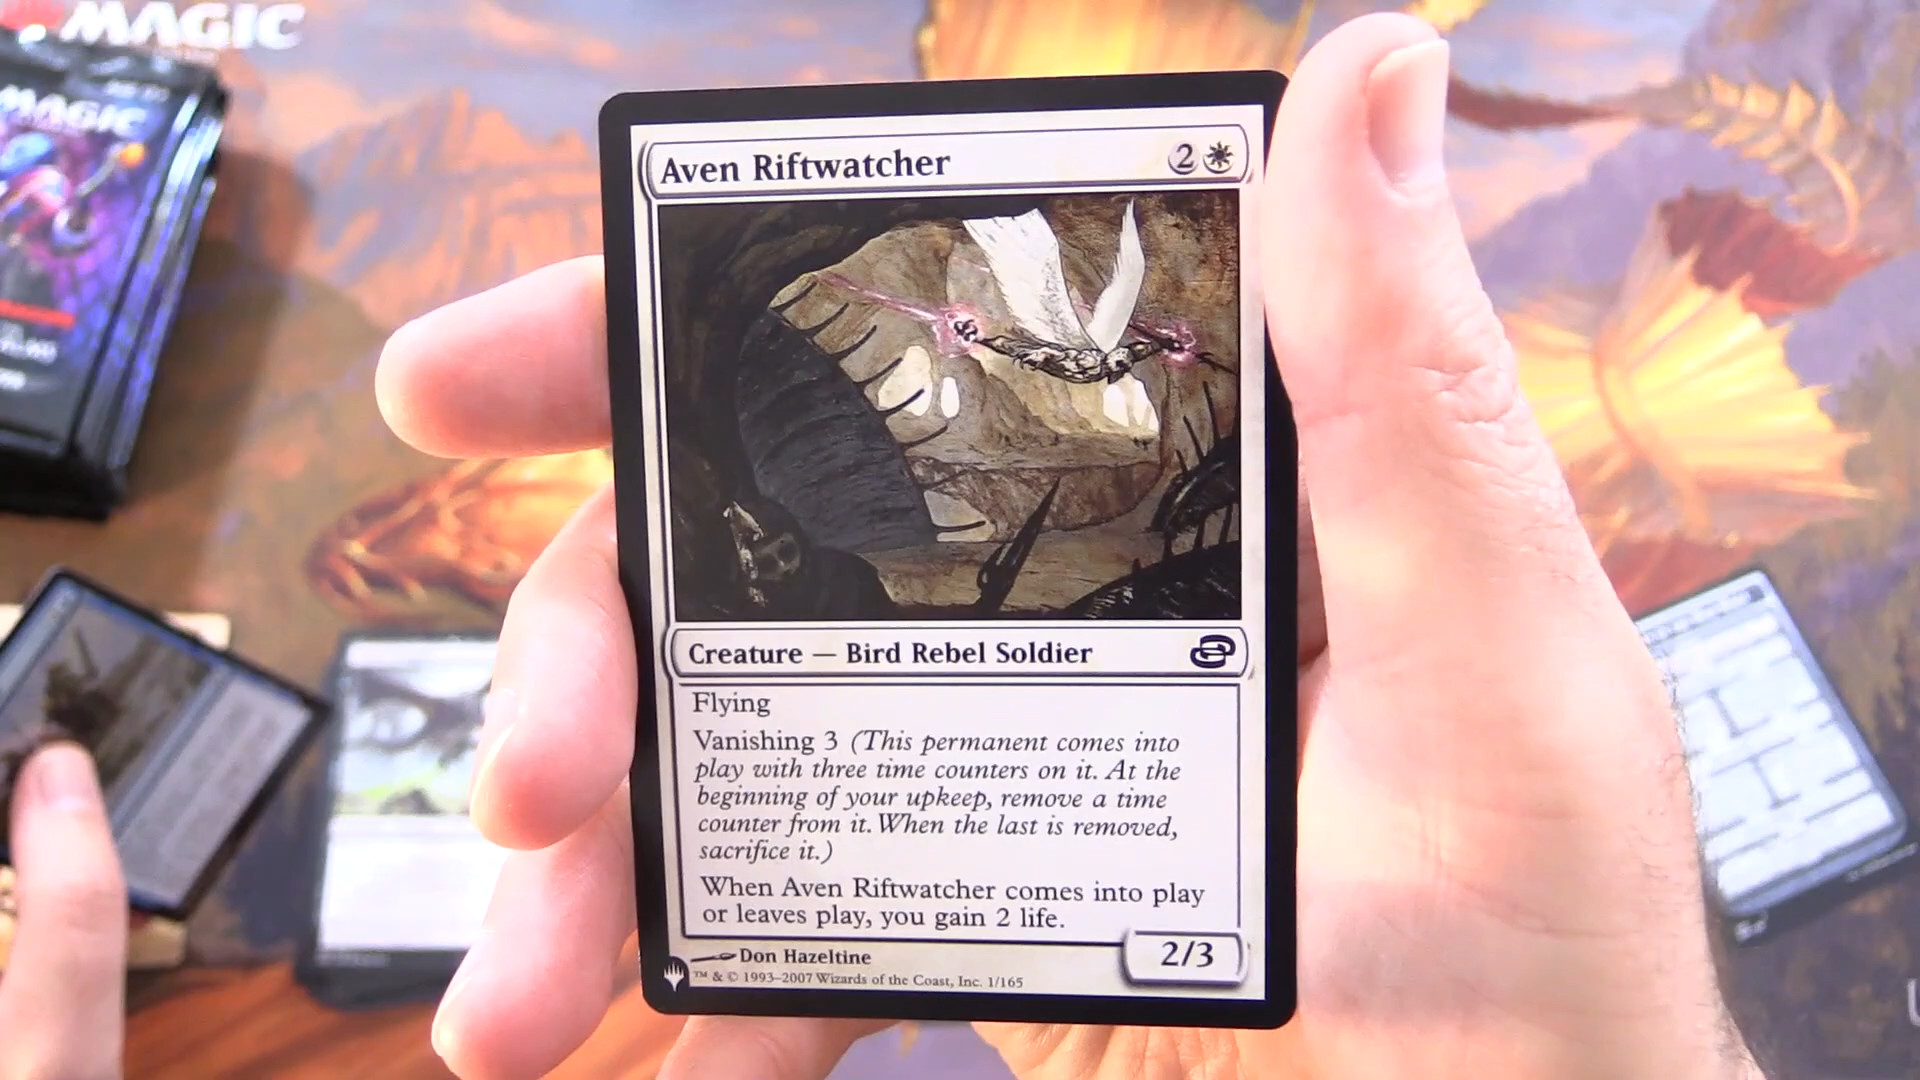 MAGIC
MAGIC
Aven Riftwatcher
2
Creature — Bird Rebel Soldier
Flying
Vanishing 3 (This permanent comes into
play with three time counters on it. At the
beginning of your upkeep, remove a time
counter from it. When the last is removed,
sacrifice it.)
When Aven Riftwatcher comes into play
or leaves play, you gain 2 life.
2/3
Don Hazeltine
™ & © 1993–2007 Wizards of the Coast, Inc. 1/165